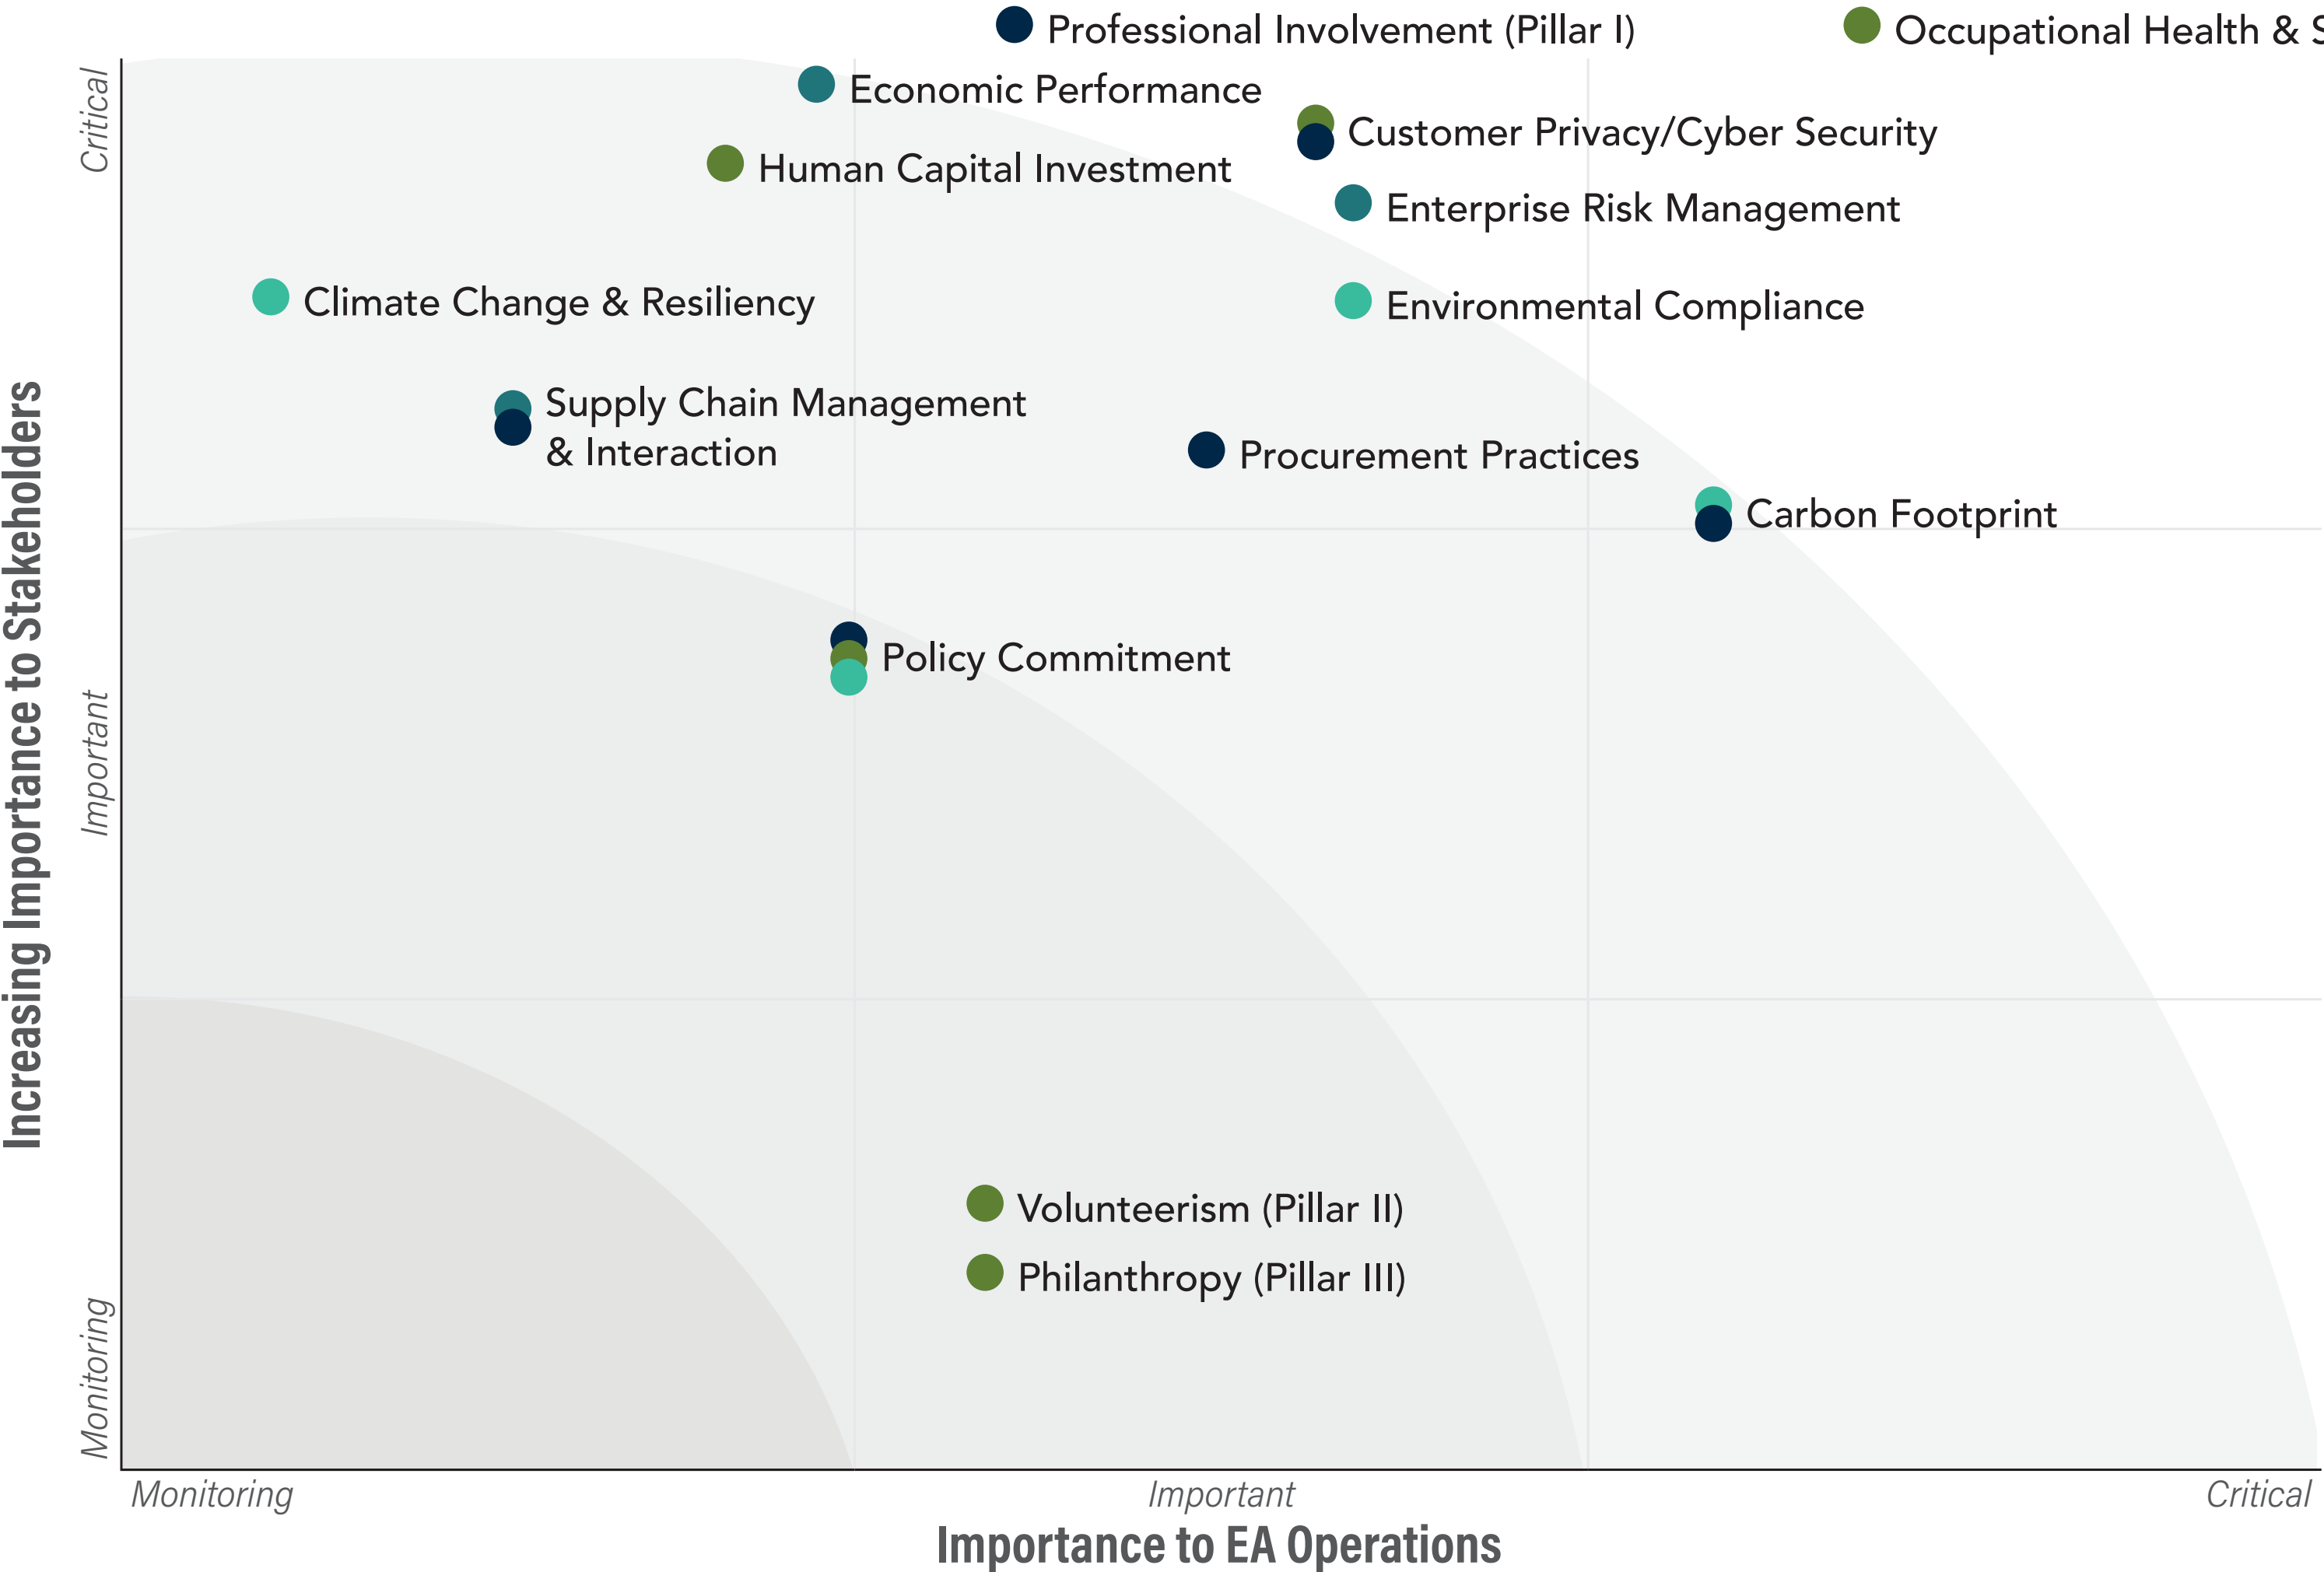 Professional Involvement (Pillar I)
Occupational Health &
Economic Performance
Customer Privacy/Cyber Security
Human Capital Investment
Enterprise Risk Management
Climate Change & Resiliency
Environmental Compliance
Supply Chain Management
& Interaction
Procurement Practices
Carbon Footprint
Policy Commitment
Volunteerism (Pillar II)
Philanthropy (Pillar III)
Increasing Importance to Stakeholders
Critical
Important
Monitoring
Monitoring
Important
Critical
Importance to EA Operations